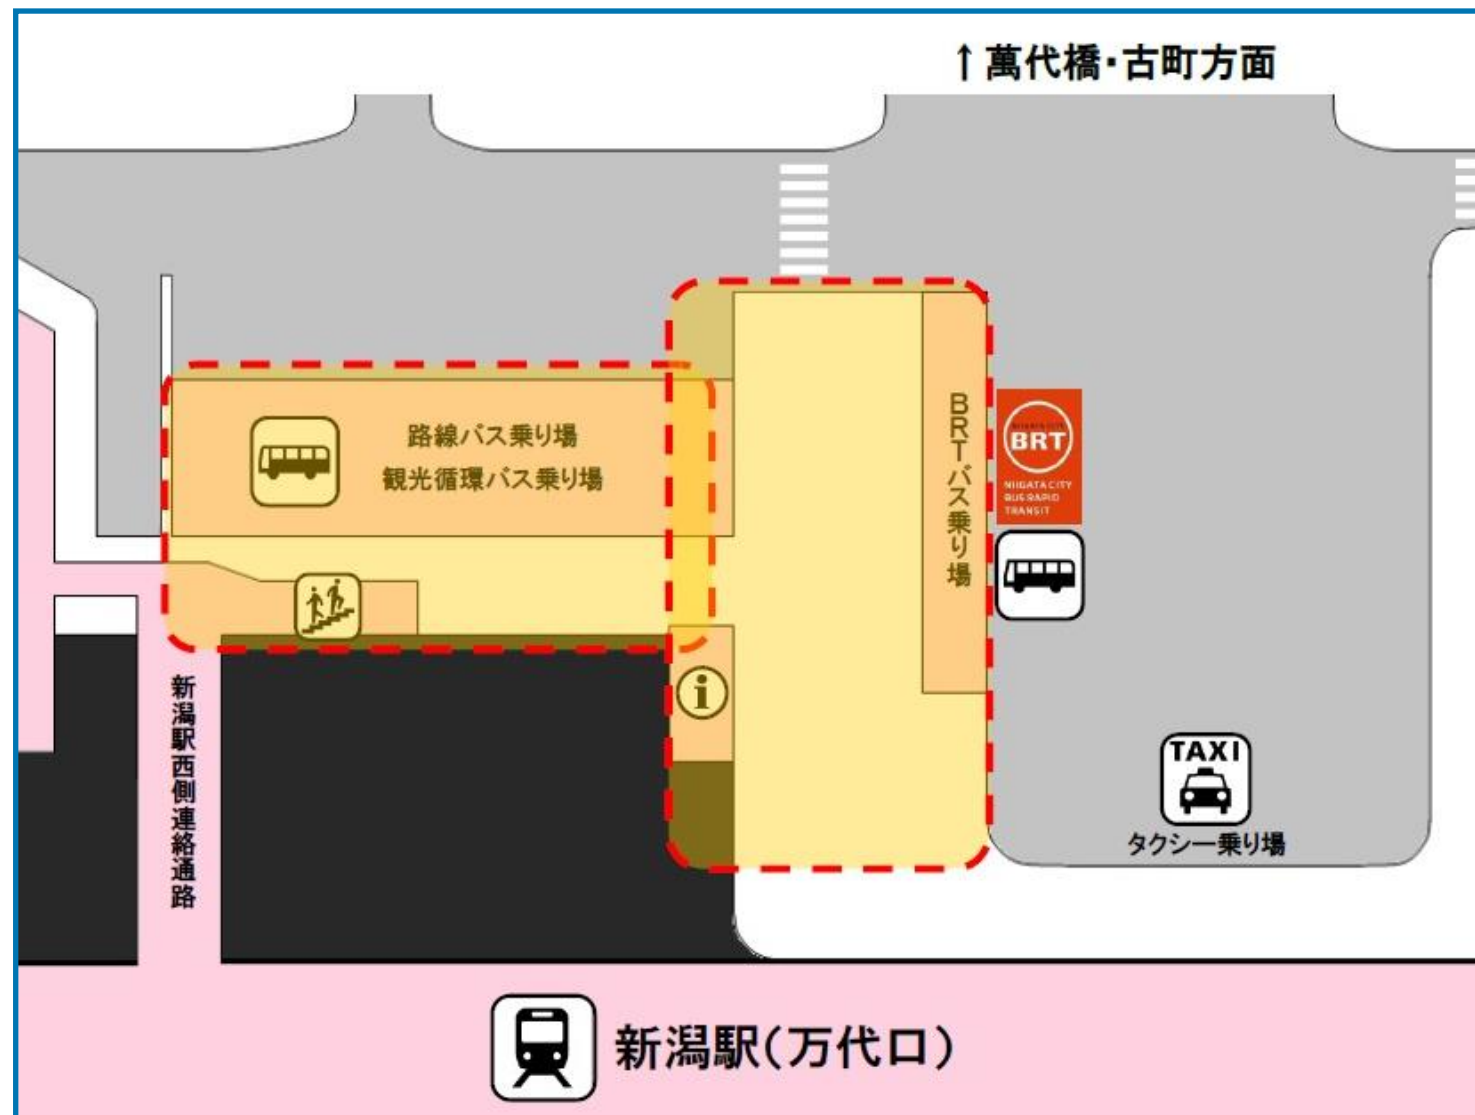 ↑萬代橋・古町方面
路線バス乗り場
観光循環バス乗り場
BRTバス乗り場
BRT
NIIGATA CITY
BUS RAPID
TRANSIT
新潟駅西側連絡通路
TAXI
タクシー乗り場
新潟駅(万代口)